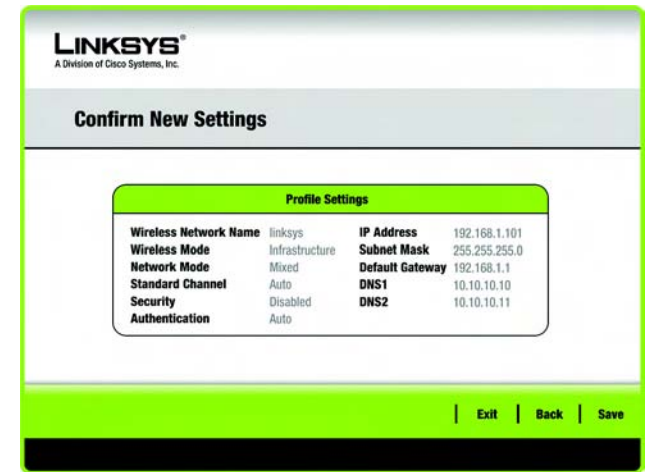 LINKSYS®
A Division of Cisco Systems, Inc.
Confirm New Settings
Profile Settings
Wireless Network Name linksys
Wireless Mode Infrastructure
Network Mode Mixed
Standard Channel Auto
Security Disabled
Authentication Auto
IP Address 192.168.1.101
Subnet Mask 255.255.255.0
Default Gateway 192.168.1.1
DNS1 10.10.10.10
DNS2 10.10.10.11
Exit Back Save